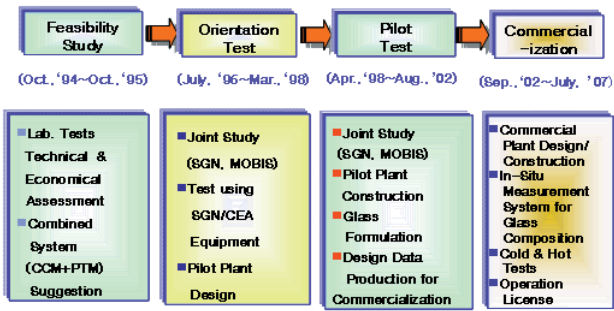 Feasibility
Study
Orientation
Test
Pilot
Test
Commercial
-ization
(Oct., '94~Oct., '95)
(July, '96~Mar., '98)
(Apr., '98~Aug., '02)
(Sep., '02~July, '07)
Lab. Tests
Technical &
Economical
Assessment
Combined
System
(CCM+PTM)
Suggestion
Joint Study
(SGN, MOBIS)
Test using
SGN/CEA
Equipment
Pilot Plant
Design
Joint Study
(SGN, MOBIS)
Pilot Plant
Construction
Glass
Formulation
Design Data
Production for
Commercialization
Commercial
Plant Design/
Construction
In-Situ
Measurement
System for
Glass
Composition
Cold & Hot
Tests
Operation
License